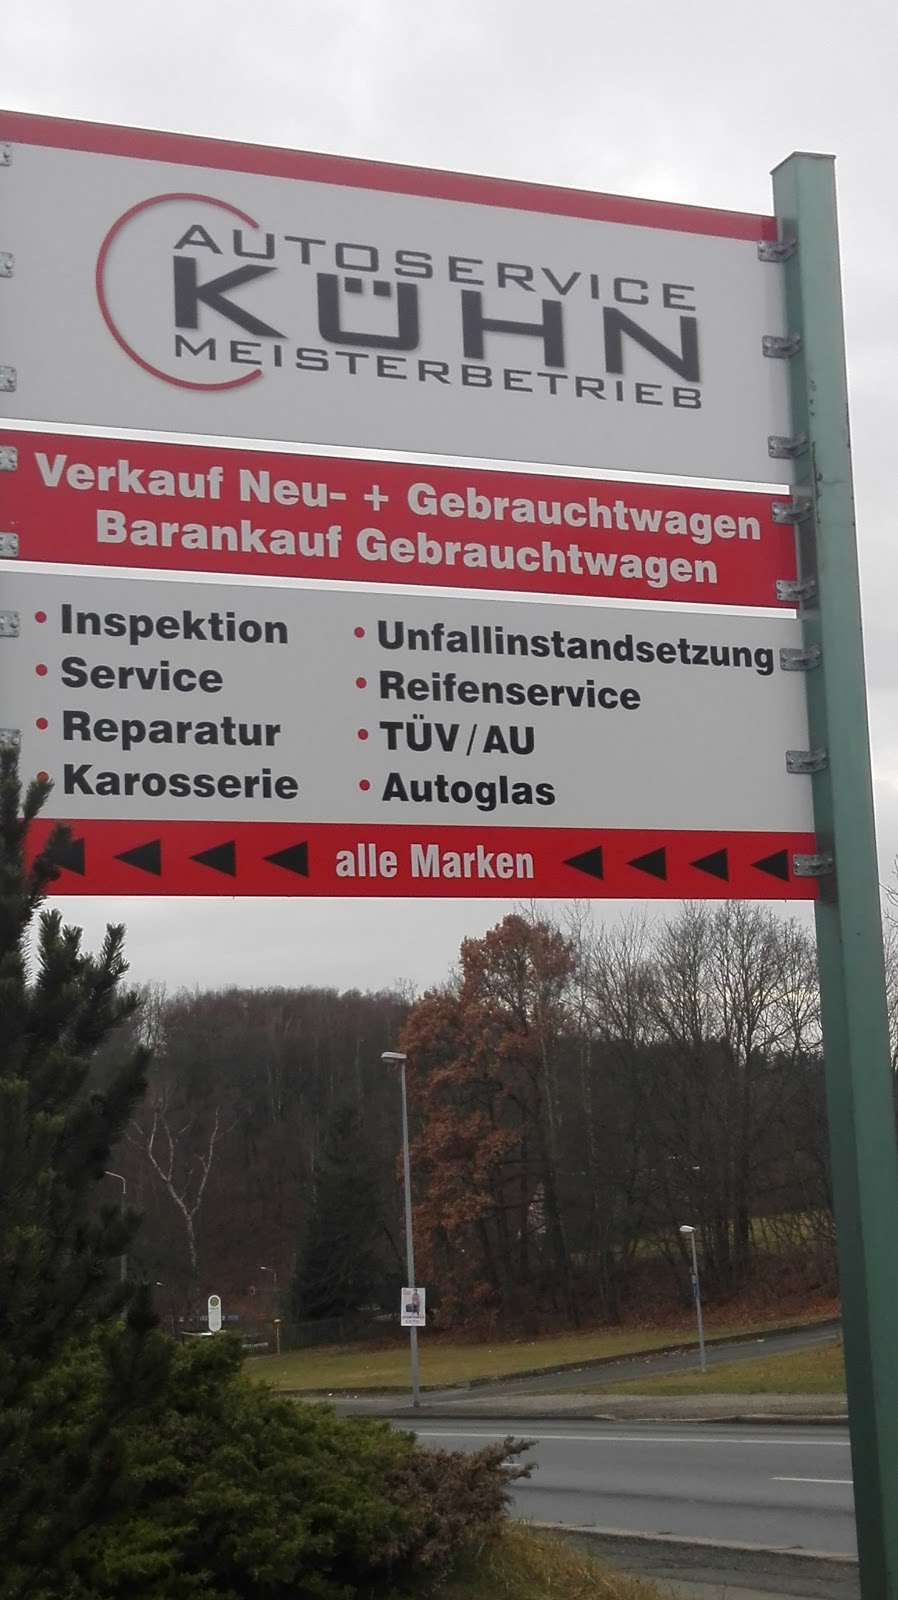 AUTOSERVICE
KÜHN
MEISTERBETRIEB
Verkauf Neu- + Gebrauchtwagen
Barankauf Gebrauchtwagen
• Inspektion
• Service
• Reparatur
• Karosserie
• Unfallinstandsetzung
• Reifenservice
• TÜV / AU
• Autoglas
alle Marken